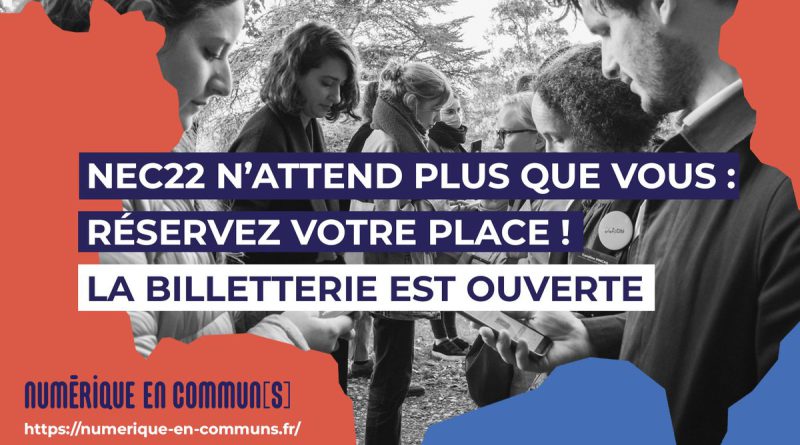 NEC22 N’ATTEND PLUS QUE VOUS :
RÉSERVEZ VOTRE PLACE !
LA BILLETTERIE EST OUVERTE
NUMÉRIQUE EN COMMUN[S]
https://numerique-en-communs.fr/